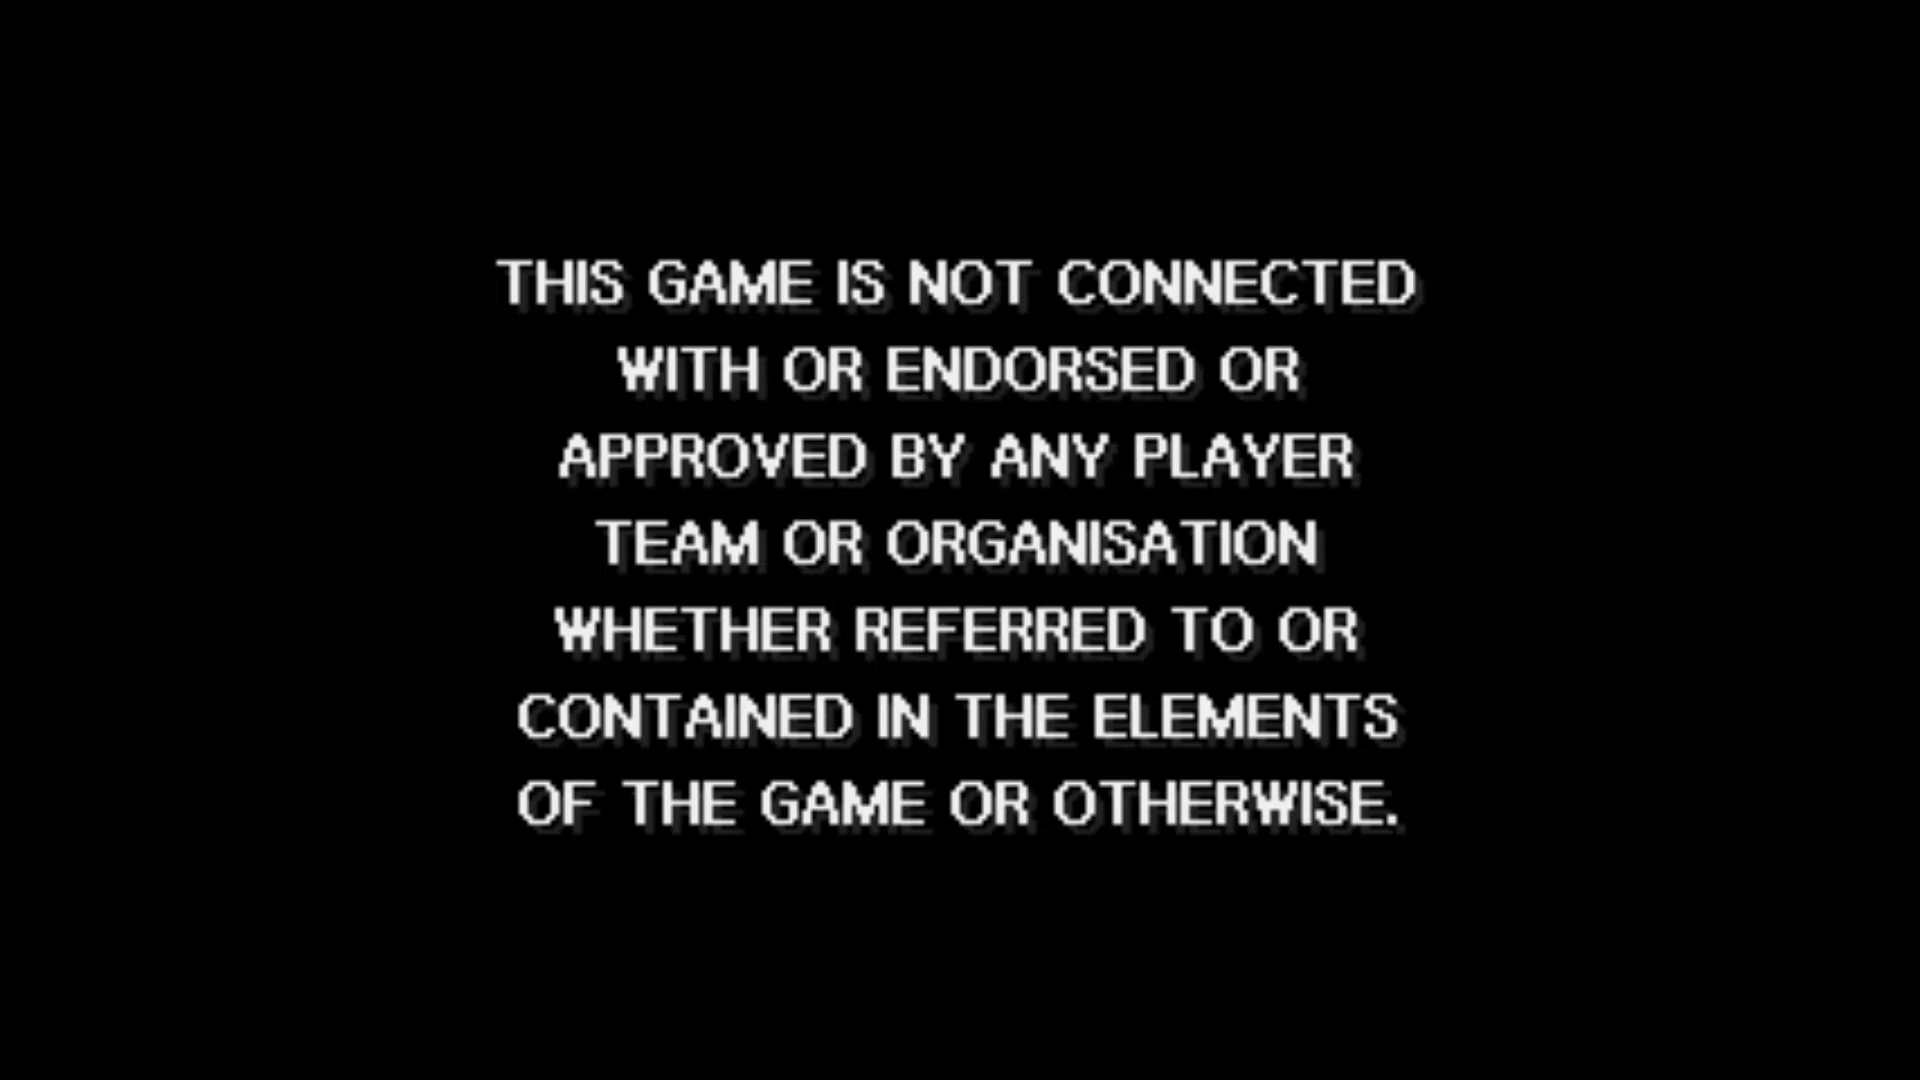 THIS GAME IS NOT CONNECTED
WITH OR ENDORSED OR
APPROVED BY ANY PLAYER
TEAM OR ORGANISATION
WHETHER REFERRED TO OR
CONTAINED IN THE ELEMENTS
OF THE GAME OR OTHERWISE.